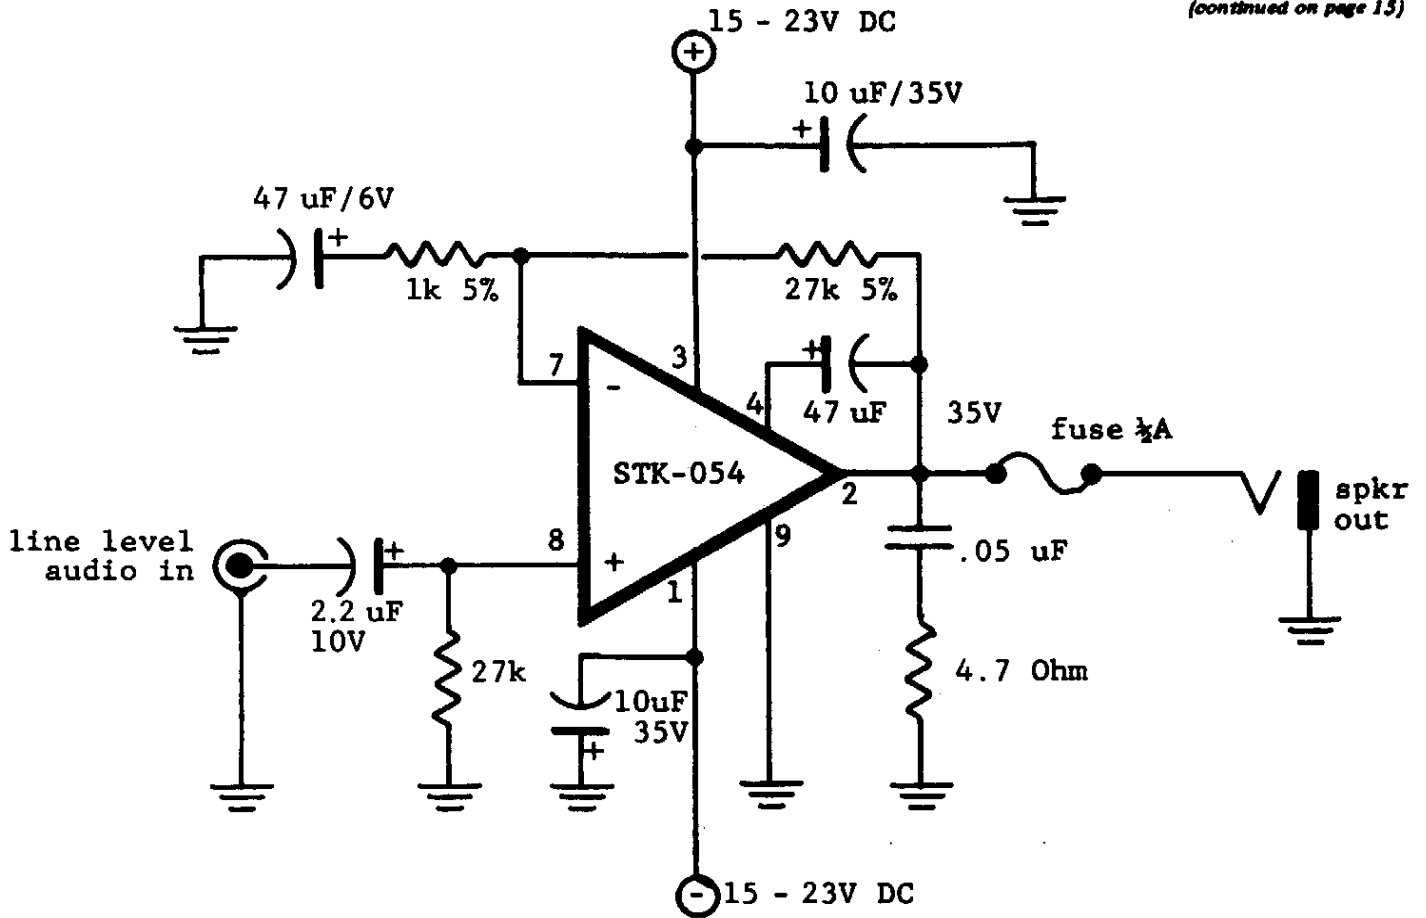 (continued on page 15)
15 - 23V DC
+
10 uF/35V
+
47 uF/6V
+
1k 5%
27k 5%
7
3
+
4
47 uF
35V
-
fuse ½A
STK-054
2
spkr
out
line level
audio in
8
+
9
.05 uF
+
1
2.2 uF
10V
27k
4.7 Ohm
10uF
35V
+
-
15 - 23V DC